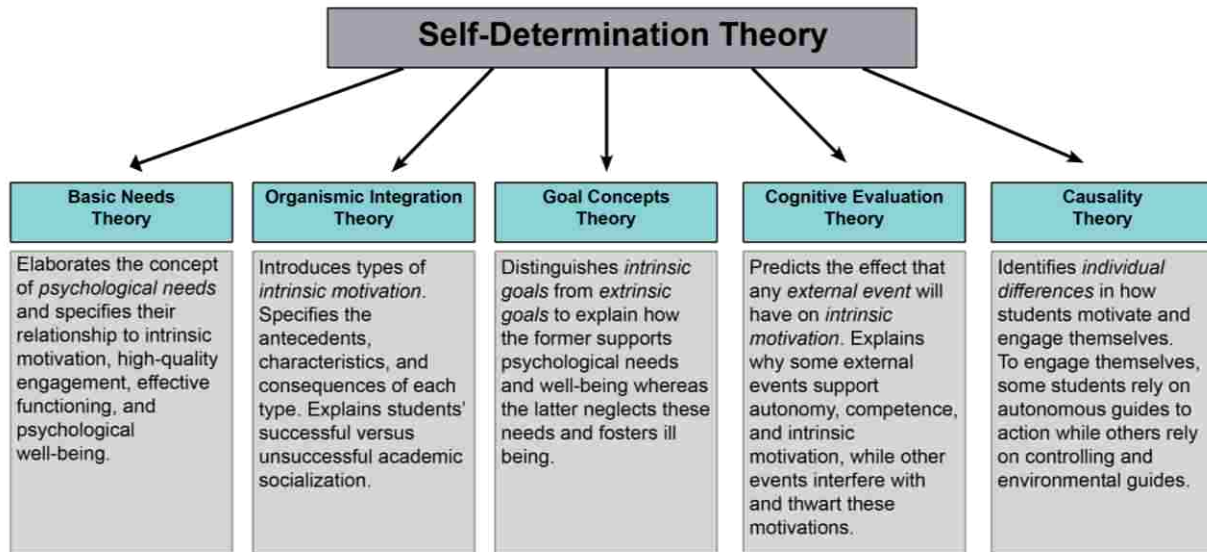 Self-Determination Theory
Basic Needs
Theory
Elaborates the concept
of psychological needs
and specifies their
relationship to intrinsic
motivation, high-quality
engagement, effective
functioning, and
psychological
well-being.
Organismic Integration
Theory
Introduces types of
intrinsic motivation.
Specifies the
antecedents,
characteristics, and
consequences of each
type. Explains students'
successful versus
unsuccessful academic
socialization.
Goal Concepts
Theory
Distinguishes intrinsic
goals from extrinsic
goals to explain how
the former supports
psychological needs
and well-being whereas
the latter neglects these
needs and fosters ill
being.
Cognitive Evaluation
Theory
Predicts the effect that
any external event will
have on intrinsic
motivation. Explains
why some external
events support
autonomy, competence,
and intrinsic
motivation, while other
events interfere with
and thwart these
motivations.
Causality
Theory
Identifies individual
differences in how
students motivate and
engage themselves.
To engage themselves,
some students rely on
autonomous guides to
action while others rely
on controlling and
environmental guides.